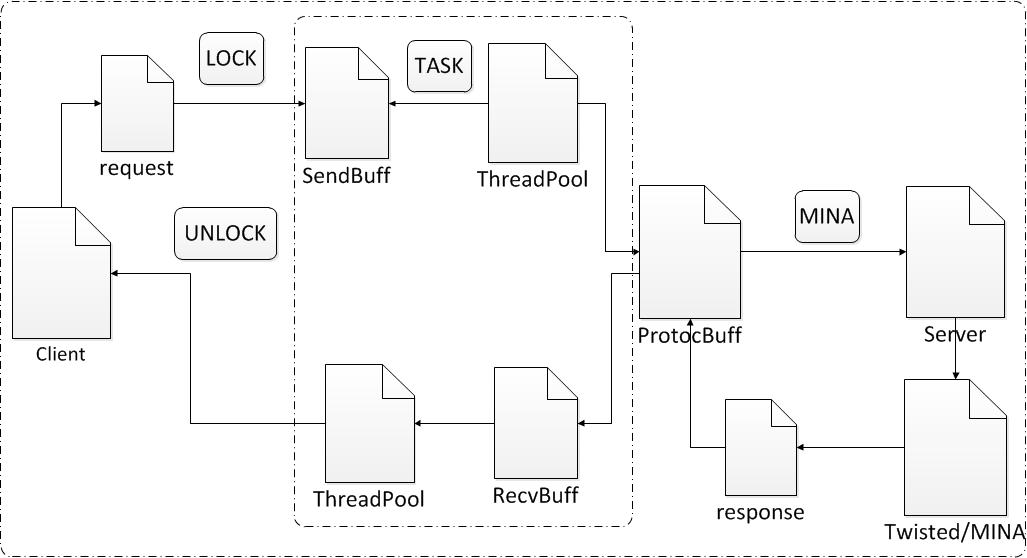 LOCK
TASK
request
SendBuff
ThreadPool
UNLOCK
MINA
Client
ProtocBuff
Server
ThreadPool
RecvBuff
response
Twisted/MINA